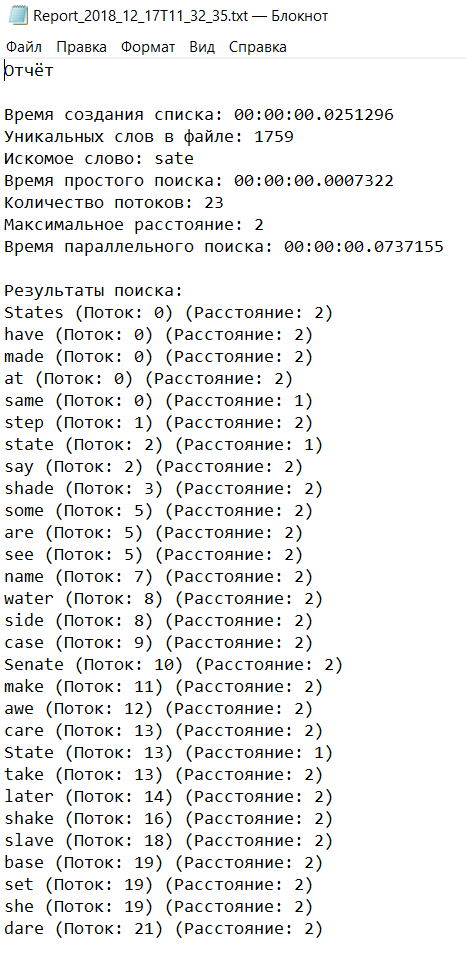 Report_2018_12_17T11_32_35.txt — Блокнот
Файл Правка Формат Вид Справка
Отчёт
Время создания списка: 00:00:00.0251296
Уникальных слов в файле: 1759
Искомое слово: sate
Время простого поиска: 00:00:00.0007322
Количество потоков: 23
Максимальное расстояние: 2
Время параллельного поиска: 00:00:00.0737155
Результаты поиска:
States (Поток: 0) (Расстояние: 2)
have (Поток: 0) (Расстояние: 2)
made (Поток: 0) (Расстояние: 2)
at (Поток: 0) (Расстояние: 2)
same (Поток: 0) (Расстояние: 1)
step (Поток: 1) (Расстояние: 2)
state (Поток: 2) (Расстояние: 1)
say (Поток: 2) (Расстояние: 2)
shade (Поток: 3) (Расстояние: 2)
some (Поток: 5) (Расстояние: 2)
are (Поток: 5) (Расстояние: 2)
see (Поток: 5) (Расстояние: 2)
name (Поток: 7) (Расстояние: 2)
water (Поток: 8) (Расстояние: 2)
side (Поток: 8) (Расстояние: 2)
case (Поток: 9) (Расстояние: 2)
Senate (Поток: 10) (Расстояние: 2)
make (Поток: 11) (Расстояние: 2)
awe (Поток: 12) (Расстояние: 2)
care (Поток: 13) (Расстояние: 2)
State (Поток: 13) (Расстояние: 1)
take (Поток: 13) (Расстояние: 2)
later (Поток: 14) (Расстояние: 2)
shake (Поток: 16) (Расстояние: 2)
slave (Поток: 18) (Расстояние: 2)
base (Поток: 19) (Расстояние: 2)
set (Поток: 19) (Расстояние: 2)
she (Поток: 19) (Расстояние: 2)
dare (Поток: 21) (Расстояние: 2)